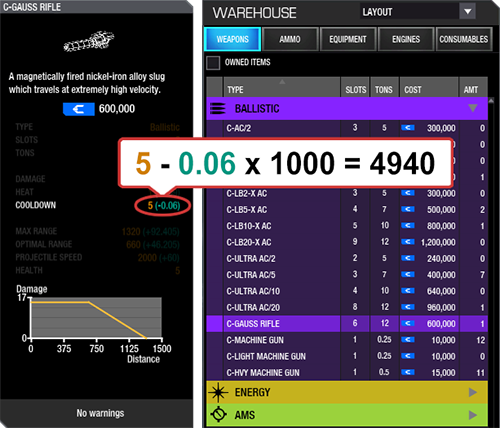 C-GAUSS RIFLE
A magnetically fired nickel-iron alloy slug
which travels at extremely high velocity.
600,000
TYPE Ballistic
SLOTS
TONS
DAMAGE
HEAT
COOLDOWN 5 (-0.06)
MAX RANGE 1320 (+92.400)
OPTIMAL RANGE 660 (+46.205)
PROJECTILE SPEED 2000 (+60)
HEALTH 5
Damage
17
0
0 375 750 1125 1500
Distance
No warnings
5 - 0.06 x 1000 = 4940
WAREHOUSE LAYOUT
WEAPONS AMMO EQUIPMENT ENGINES CONSUMABLES
OWNED ITEMS
TYPE SLOTS TONS COST AMT
BALLISTIC
C-AC/2 3 5 300,000 0
0
0
1
C-LB2-X AC 0
C-LB5-X AC 4 7 500,000 2
C-LB10-X AC 5 10 800,000 1
C-LB20-X AC 9 12 1,200,000 0
C-ULTRA AC/2 2 5 240,000 0
C-ULTRA AC/5 3 7 400,000 7
C-ULTRA AC/10 4 10 640,000 0
C-ULTRA AC/20 8 12 960,000 1
C-GAUSS RIFLE 6 12 600,000 1
C-MACHINE GUN 1 0.25 10,000 12
C-LIGHT MACHINE GUN 1 0.25 10,000 0
C-HVY MACHINE GUN 1 0.5 15,000 11
ENERGY
AMS